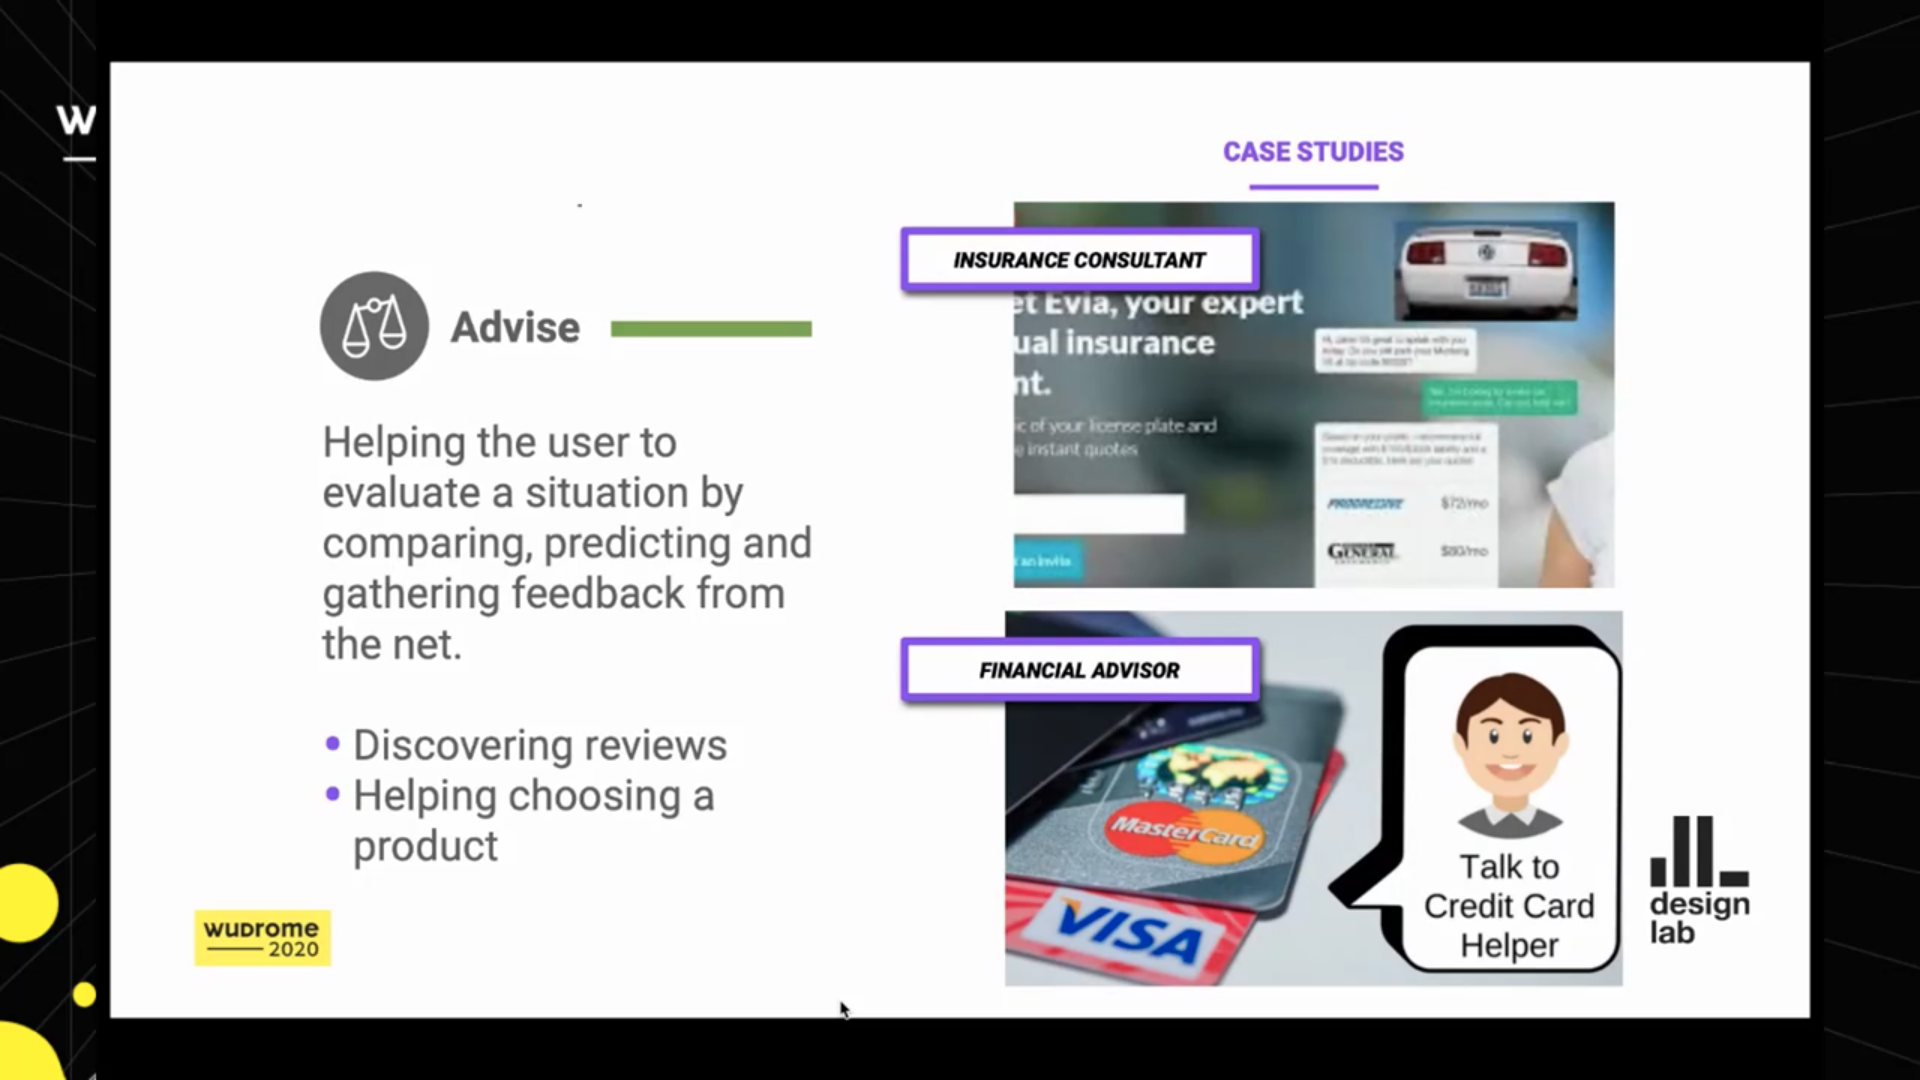 W
CASE STUDIES
INSURANCE CONSULTANT
et Evia, your expert
ual insurance
nt.
ic of your license plate and
e instant quotes
an invite
PROGRESSIVE $72/mo
GENERAL $80/mo
Advise
Helping the user to
evaluate a situation by
comparing, predicting and
gathering feedback from
the net.
• Discovering reviews
• Helping choosing a
product
FINANCIAL ADVISOR
MasterCard
VISA
Talk to
Credit Card
Helper
WUDROME
2020
design
lab